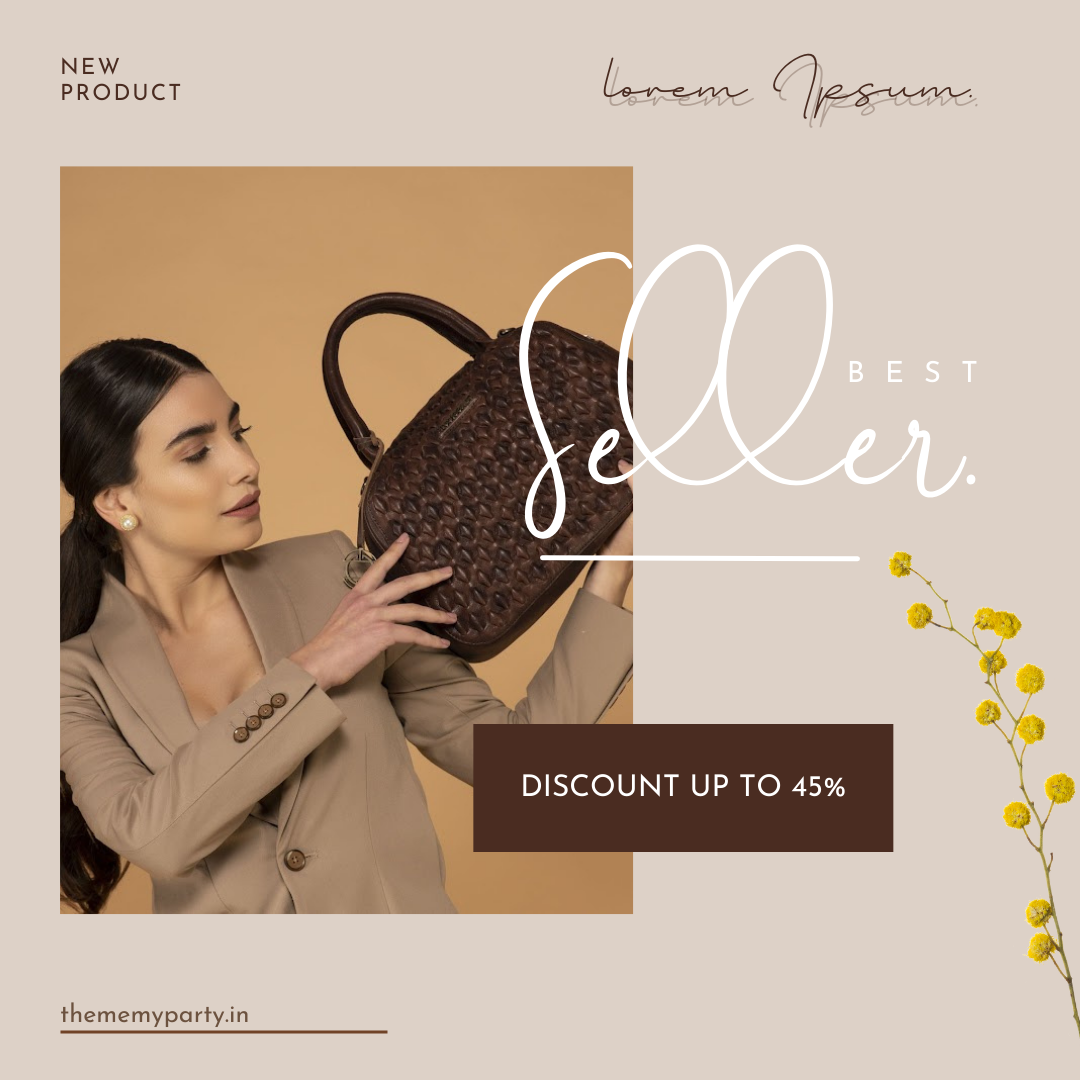 NEW
PRODUCT
lorem Ipsum.
BEST
Seller.
DISCOUNT UP TO 45%
thememyparty.in